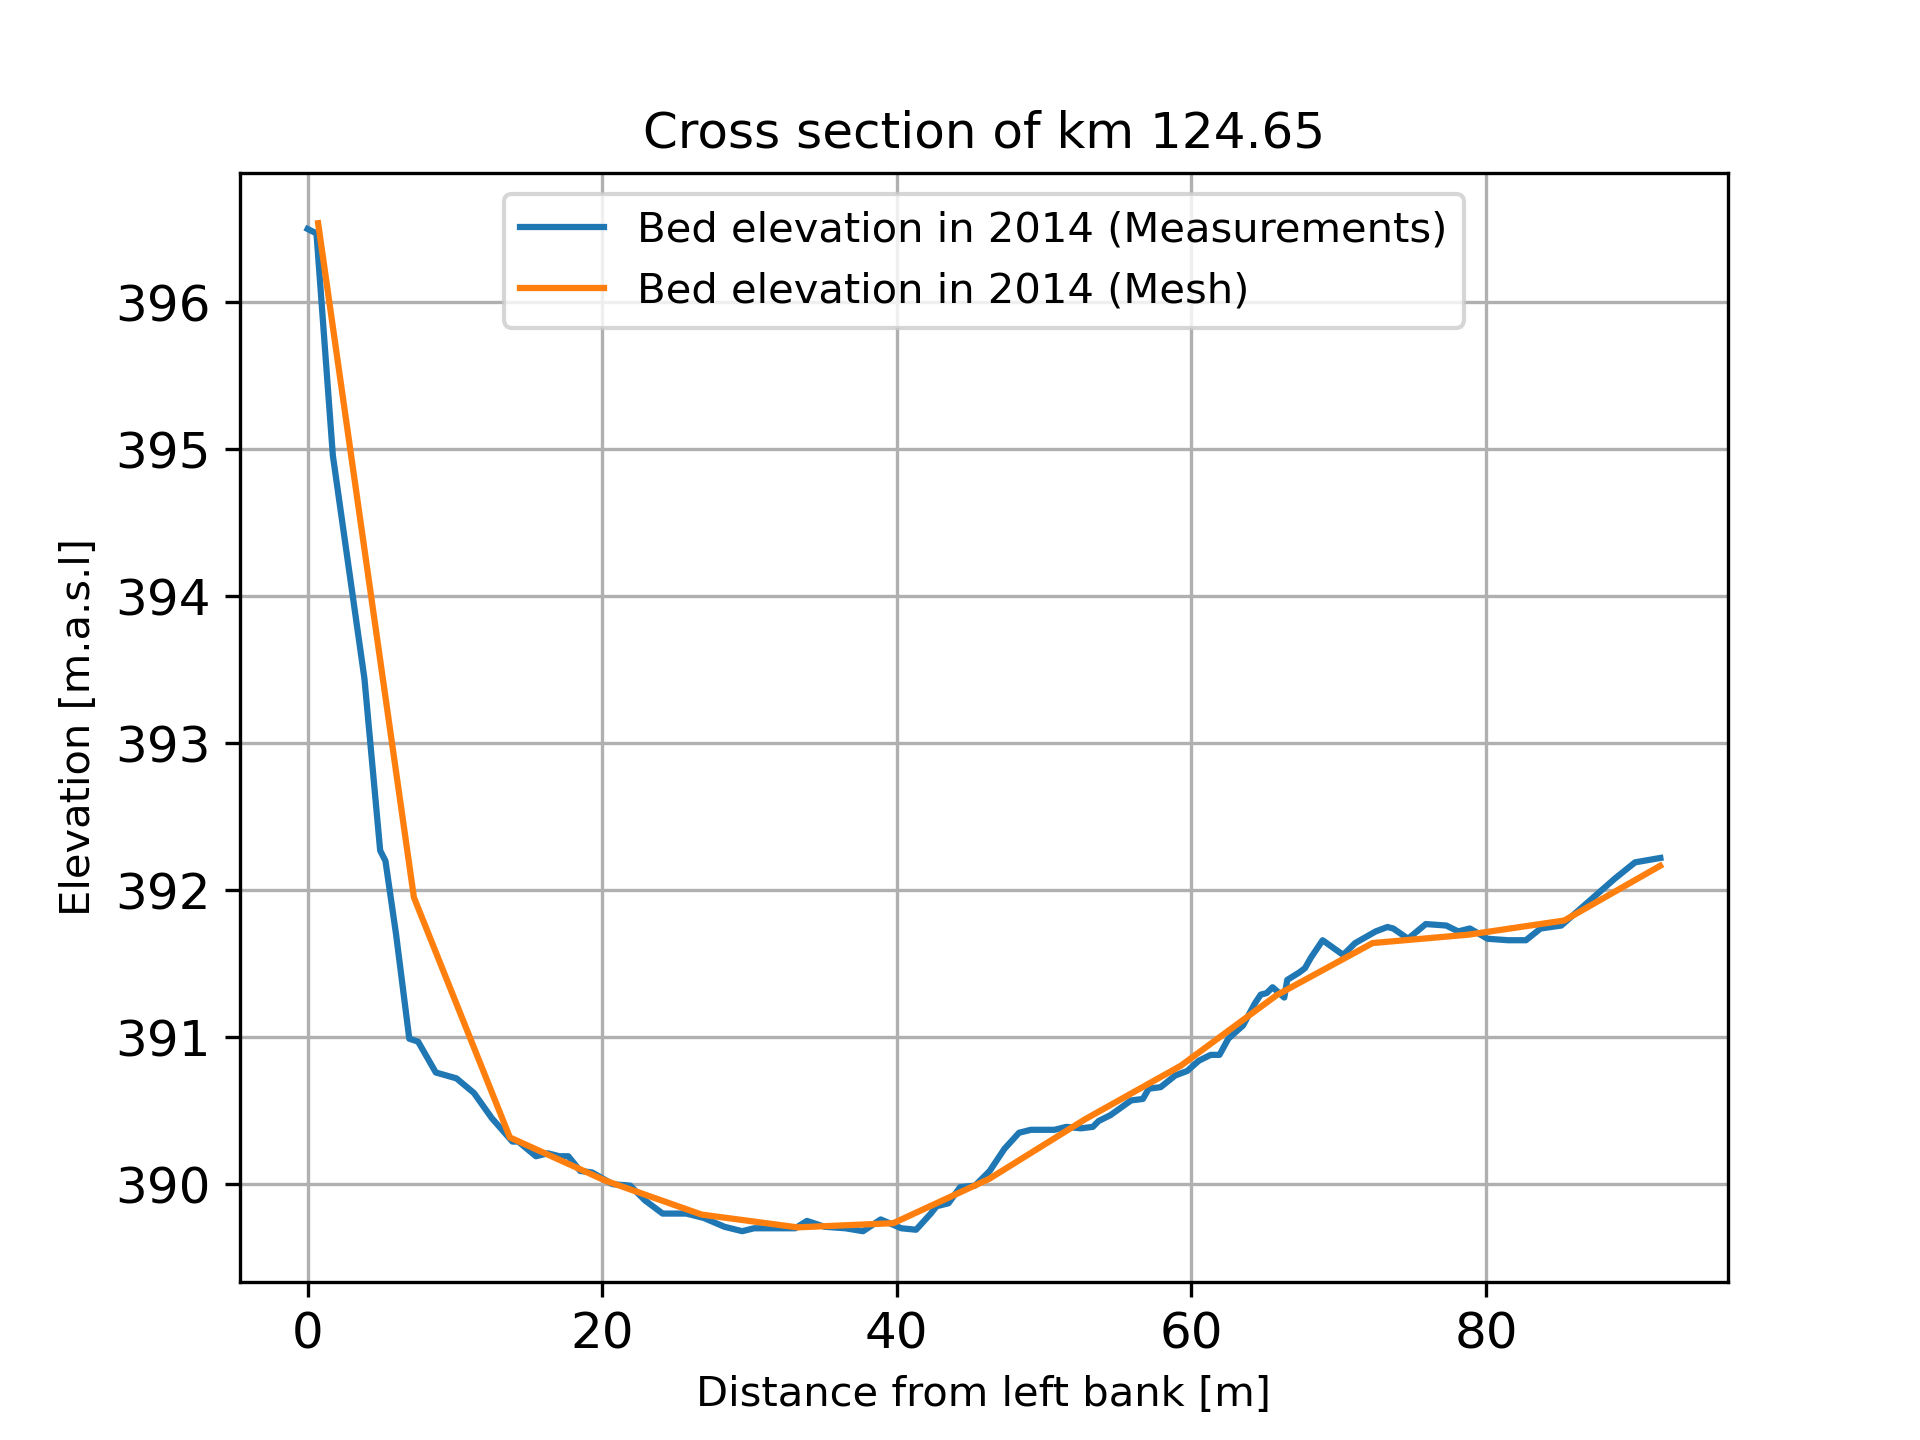 Cross section of km 124.65
Bed elevation in 2014 (Measurements)
Bed elevation in 2014 (Mesh)
Elevation [m.a.s.l]
396
395
394
393
392
391
390
0 20 40 60 80
Distance from left bank [m]